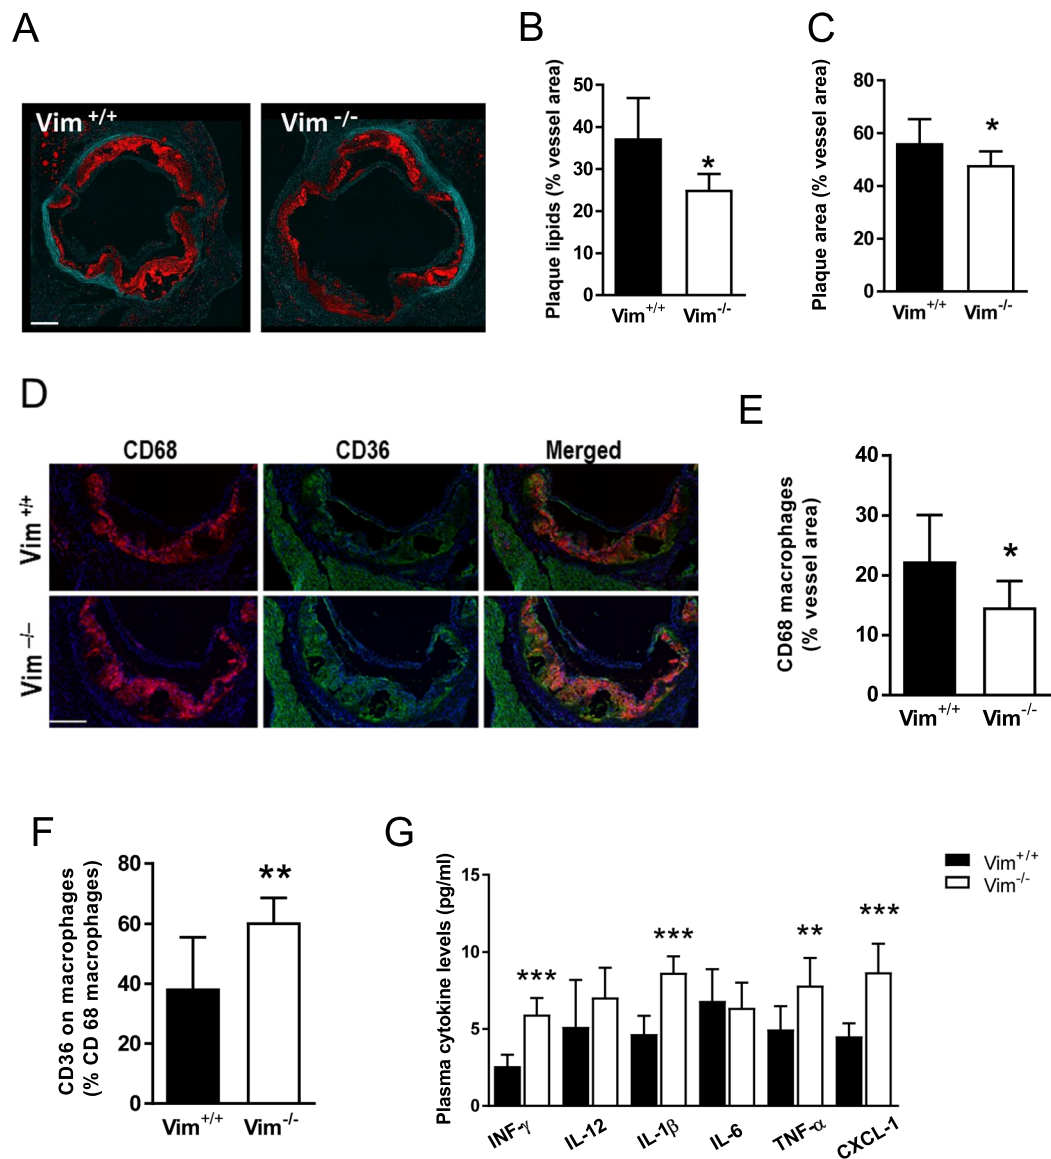 A
Vim +/+
Vim -/-
B
Plaque lipids (% vessel area)
50
40
30
20
10
0
Vim+/+
Vim-/-
*
C
Plaque area (% vessel area)
80
60
40
20
0
Vim+/+
Vim-/-
*
D
CD68
CD36
Merged
Vim +/+
Vim –/–
E
CD68 macrophages
(% vessel area)
40
30
20
10
0
Vim+/+
Vim-/-
*
F
CD36 on macrophages
(% CD 68 macrophages)
80
60
40
20
0
Vim+/+
Vim-/-
**
G
Plasma cytokine levels (pg/ml)
15
10
5
0
***
***
**
***
INF-γ
IL-12
IL-1β
IL-6
TNF-α
CXCL-1
Vim+/+
Vim-/-